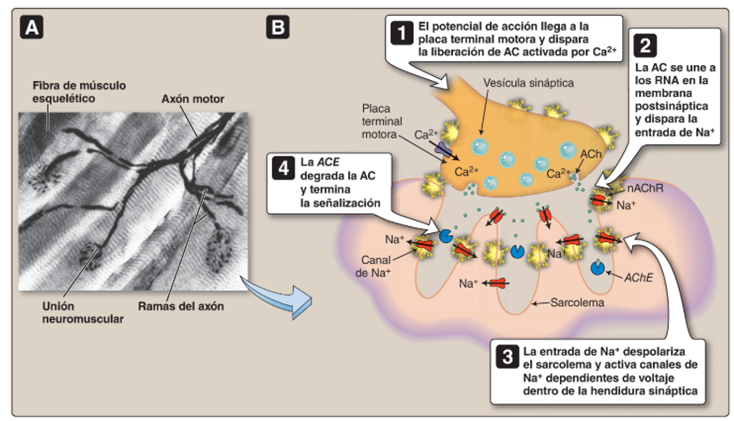 A
Fibra de músculo
esquelético
Axón motor
Unión
neuromuscular
Ramas del axón
B
1
El potencial de acción llega a la
placa terminal motora y dispara
la liberación de AC activada por Ca²⁺
2
La AC se une a
los RNA en la
membrana
postsináptica
y dispara la
entrada de Na⁺
Vesícula sináptica
Placa
terminal
motora
Ca²⁺
Ca²⁺
Ca²⁺
ACh
nAChR
Na⁺
4
La ACE
degrada la AC
y termina
la señalización
Na⁺
Canal
de Na⁺
Na⁺
Na⁺
AChE
Sarcolema
3
La entrada de Na⁺ despolariza
el sarcolema y activa canales de
Na⁺ dependientes de voltaje
dentro de la hendidura sináptica